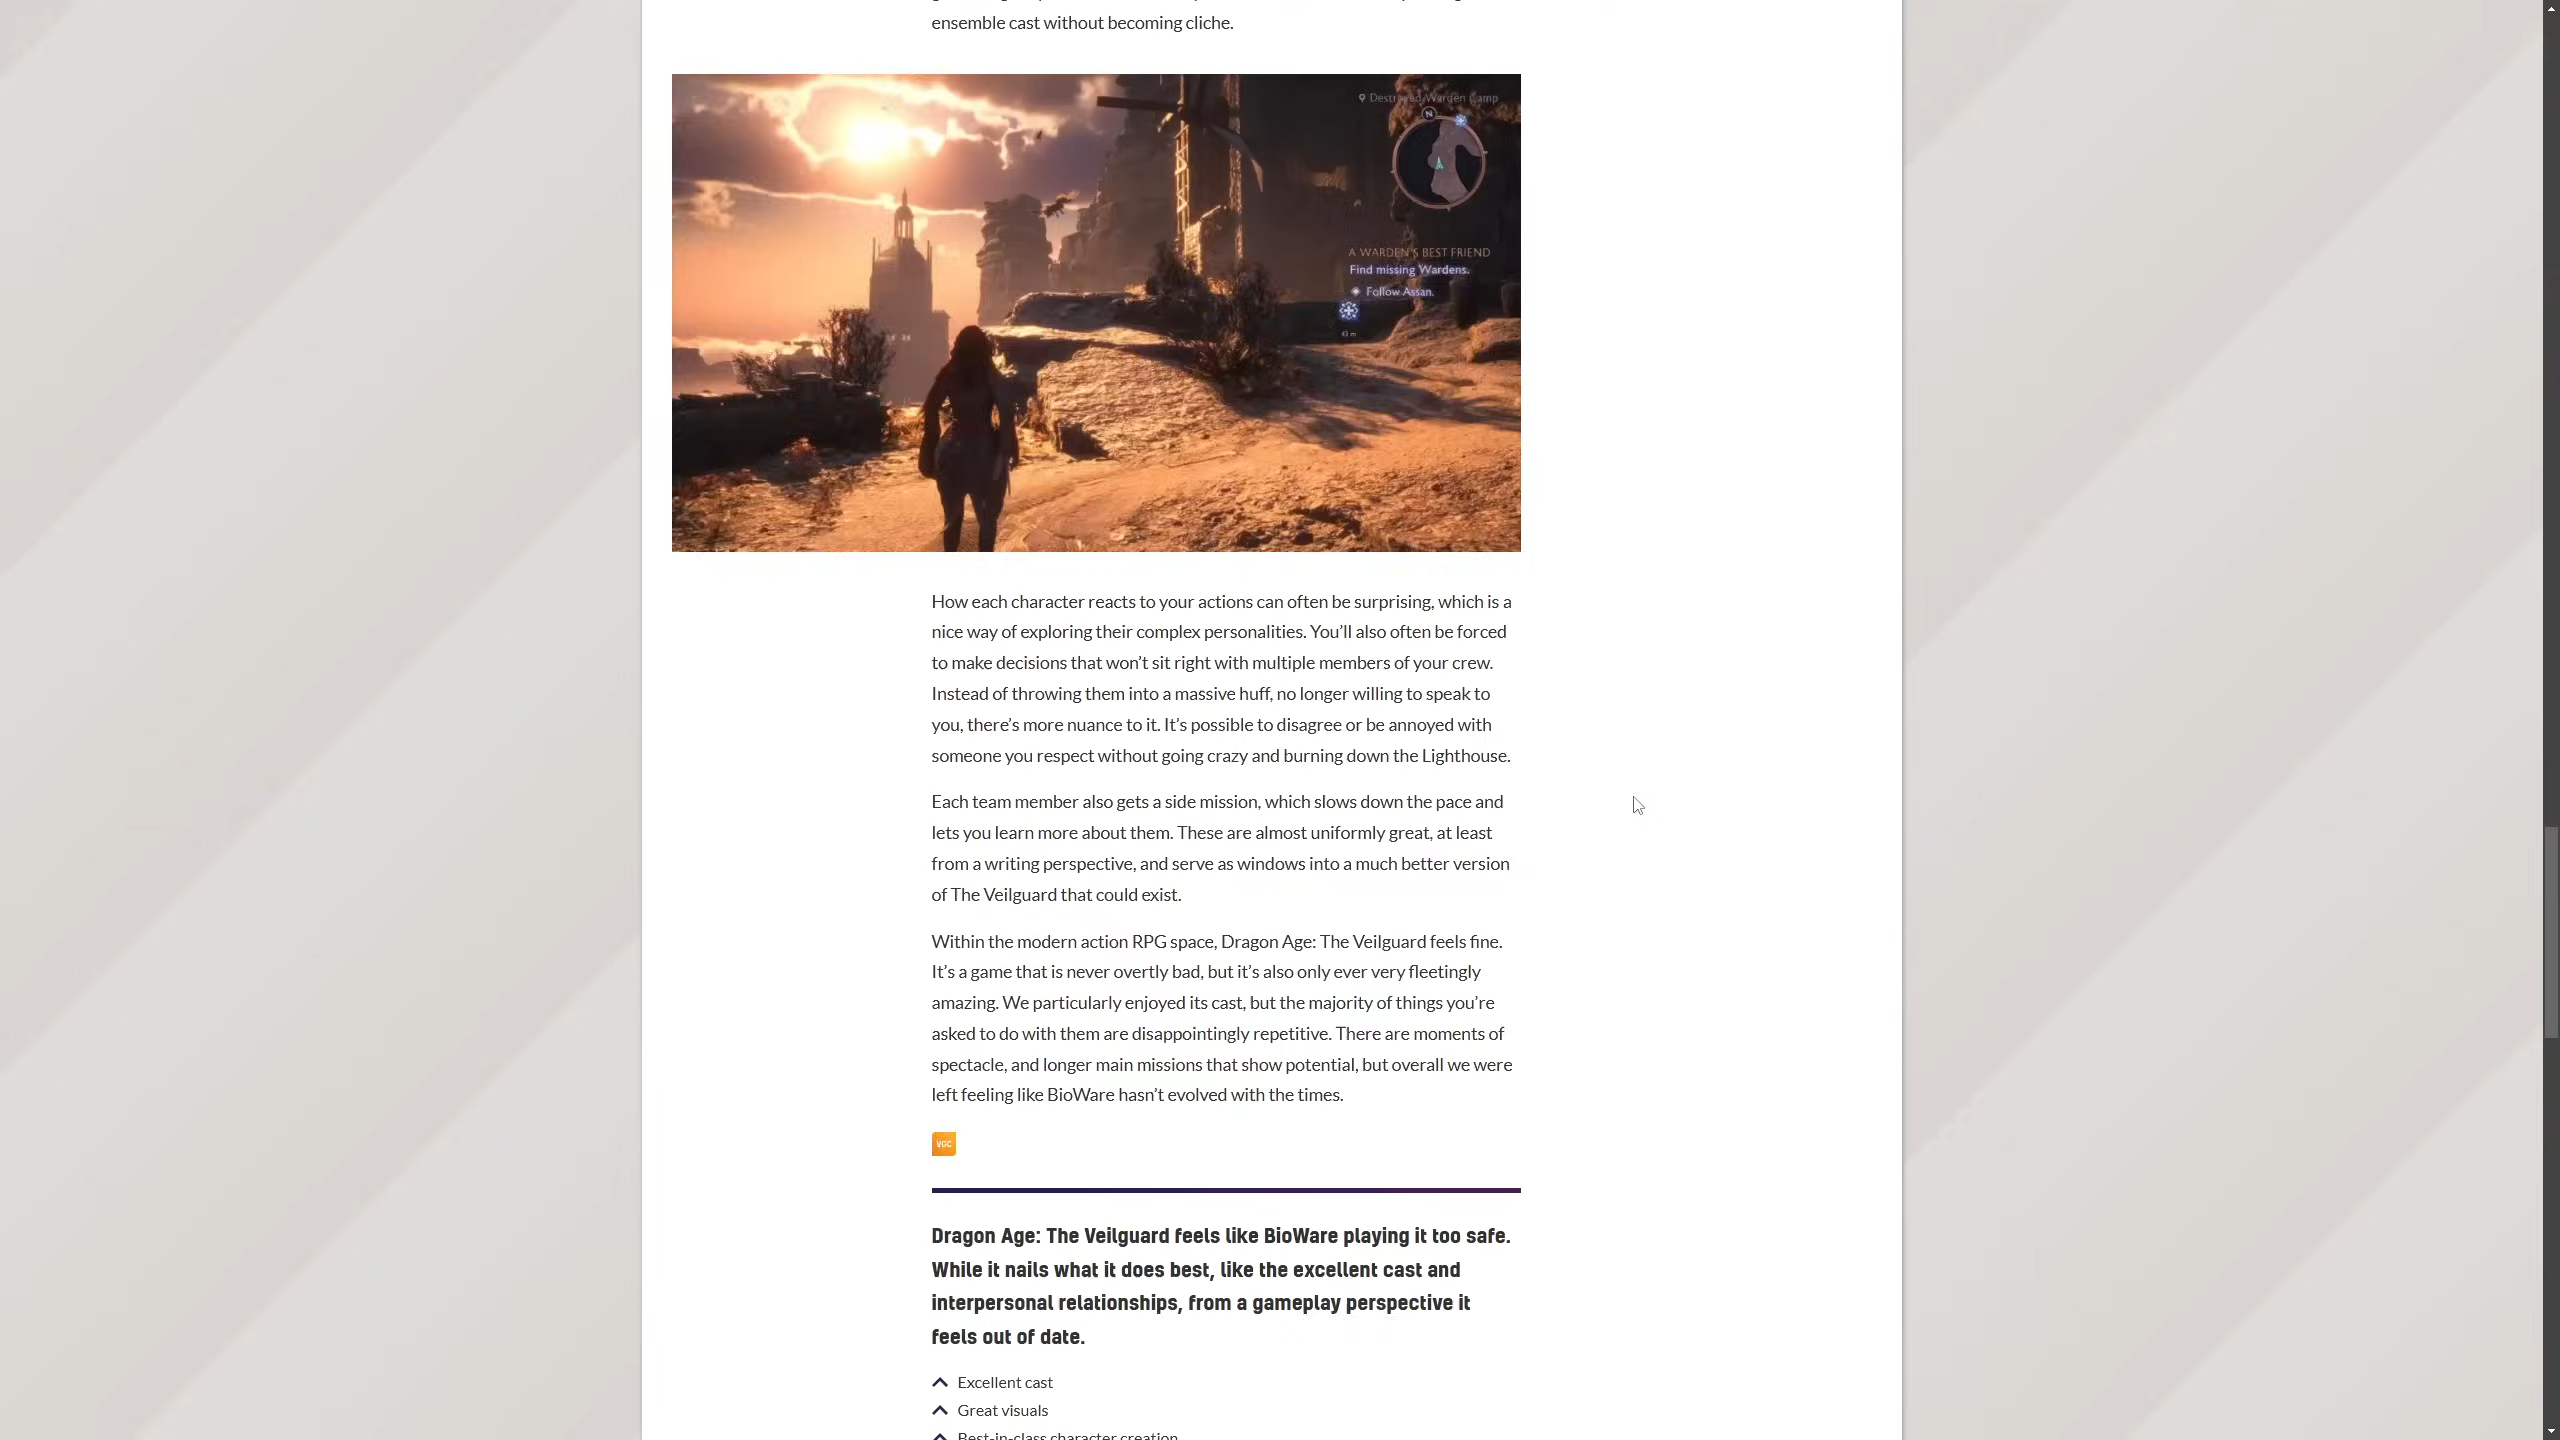 ensemble cast without becoming cliche.
Destroyed Warden Camp
N
A WARDEN'S BEST FRIEND
Find missing Wardens.
Follow Assan.
43 m
How each character reacts to your actions can often be surprising, which is a
nice way of exploring their complex personalities. You’ll also often be forced
to make decisions that won’t sit right with multiple members of your crew.
Instead of throwing them into a massive huff, no longer willing to speak to
you, there’s more nuance to it. It’s possible to disagree or be annoyed with
someone you respect without going crazy and burning down the Lighthouse.
Each team member also gets a side mission, which slows down the pace and
lets you learn more about them. These are almost uniformly great, at least
from a writing perspective, and serve as windows into a much better version
of The Veilguard that could exist.
Within the modern action RPG space, Dragon Age: The Veilguard feels fine.
It’s a game that is never overtly bad, but it’s also only ever very fleetingly
amazing. We particularly enjoyed its cast, but the majority of things you’re
asked to do with them are disappointingly repetitive. There are moments of
spectacle, and longer main missions that show potential, but overall we were
left feeling like BioWare hasn’t evolved with the times.
VGC
Dragon Age: The Veilguard feels like BioWare playing it too safe.
While it nails what it does best, like the excellent cast and
interpersonal relationships, from a gameplay perspective it
feels out of date.
Excellent cast
Great visuals
Best-in-class character creation